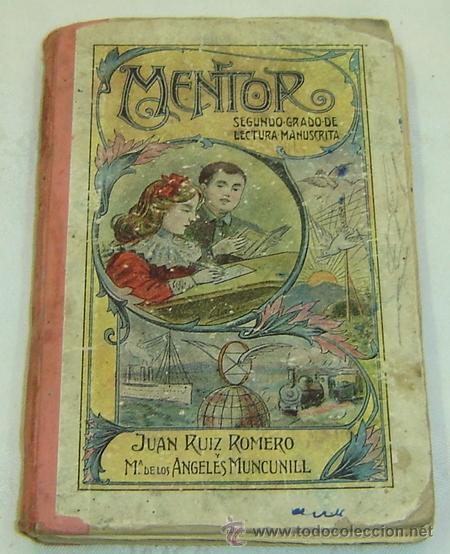 MENTOR
SEGUNDO·GRADO·DE
LECTURA·MANUSCRITA
JUAN RUIZ ROMERO
Y
Mª DE LOS ANGELES MUNCUNILL
www.todocoleccion.net